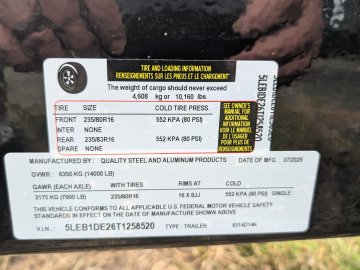 TIRE AND LOADING INFORMATION
RENSEIGNEMENTS SUR LES PNEUS ET LE CHARGEMENT
The weight of cargo should never exceed
4,608 kg or 10,160 lbs.
TIRE SIZE COLD TIRE PRESS.
FRONT 235/80R16 552 KPA (80 PSI)
INTER NONE
REAR 235/83R16 552 KPA (80 PSI)
SPARE NONE
SEE OWNER'S
MANUAL FOR
ADDITIONAL
INFORMATION
VOIR LE MANUEL
DE L'USAGER
POUR PLUS DE
RENSEIGNEMENTS
5LEB1DE26T1258520
MANUFACTURED BY: QUALITY STEEL AND ALUMINUM PRODUCTS DATE OF MFG. 07/2025
GVWR: 6350 KG (14000 LB)
GAWR (EACH AXLE) WITH TIRES RIMS AT COLD
3175 KG (7000 LB) 235/80R16 16 X 8JJ 552 KPA (80 PSI) SINGLE
THIS VEHICLE CONFORMS TO ALL APPLICABLE U.S. FEDERAL MOTOR VEHICLE SAFETY
STANDARDS IN EFFECT ON THE DATE OF MANUFACTURE SHOWN ABOVE.
V.I.N. 5LEB1DE26T1258520 TYPE: TRAILER 8314D14K